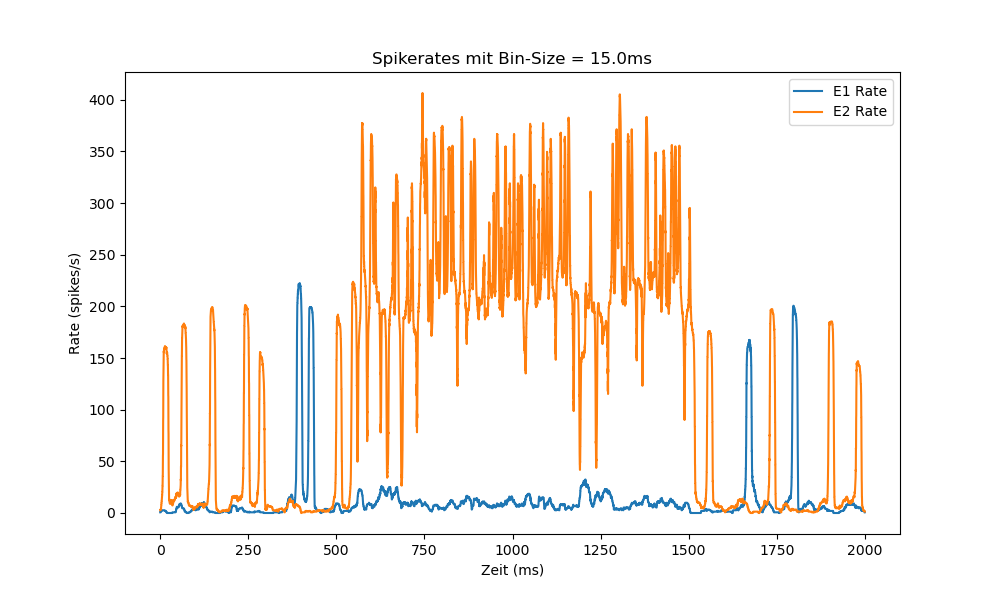 Spikerates mit Bin-Size = 15.0ms
E1 Rate
E2 Rate
Rate (spikes/s)
400
350
300
250
200
150
100
50
0
0 250 500 750 1000 1250 1500 1750 2000
Zeit (ms)